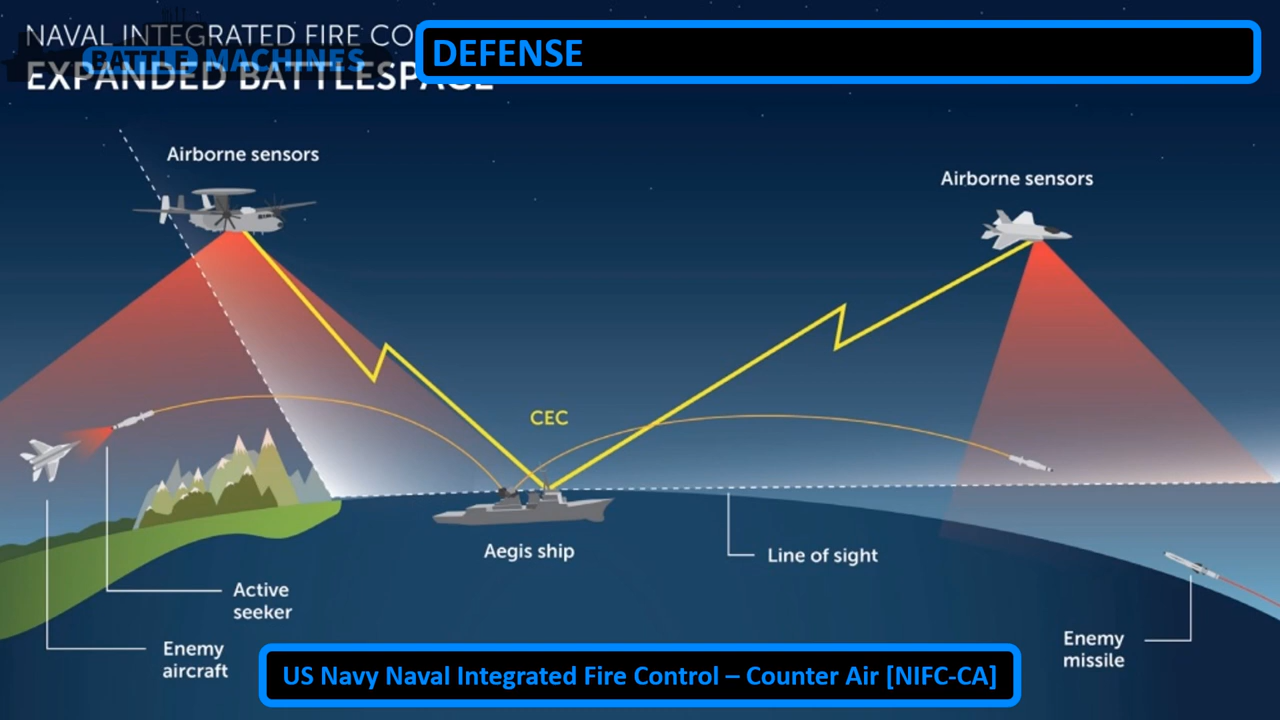 NAVAL INTEGRATED FIRE CO
BATTLE MACHINES
EXPANDED BATTLESPACE
DEFENSE
Airborne sensors
Airborne sensors
CEC
Aegis ship
Line of sight
Active
seeker
Enemy
aircraft
Enemy
missile
US Navy Naval Integrated Fire Control – Counter Air [NIFC-CA]